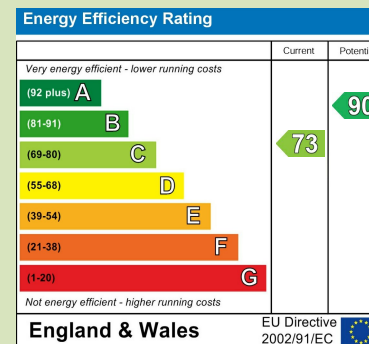 Energy Efficiency Rating
Current Potenti
Very energy efficient - lower running costs
(92 plus) A
90
(81-91) B
(69-80) C
73
(55-68) D
(39-54) E
(21-38) F
(1-20) G
Not energy efficient - higher running costs
England & Wales
EU Directive
2002/91/EC